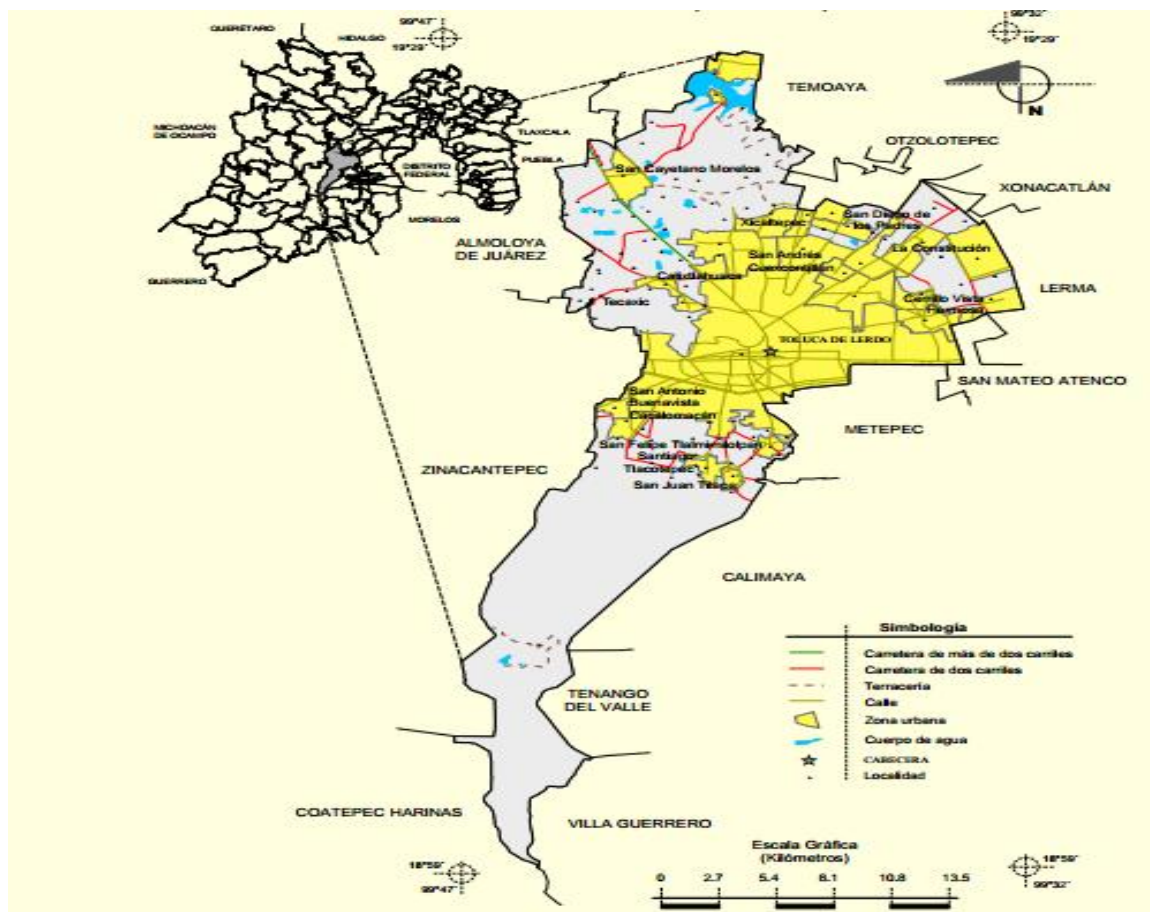 99°47'
19°29'
99°32'
19°29'
QUERÉTARO
HIDALGO
MICHOACÁN
DE OCAMPO
TLAXCALA
PUEBLA
DISTRITO
FEDERAL
MORELOS
GUERRERO
N
TEMOAYA
OTZOLOTEPEC
XONACATLÁN
ALMOLOYA
DE JUÁREZ
LERMA
SAN MATEO ATENCO
METEPEC
ZINACANTEPEC
CALIMAYA
TENANGO
DEL VALLE
COATEPEC HARINAS
VILLA GUERRERO
San Cayetano Morelos
Xicaltepec
San Diego de
los Padres
La Constitución
San Andrés
Cuexcontitlán
Calixtlahuaca
Tecaxic
Cerrillo Vista
Hermosa
TOLUCA DE LERDO
San Antonio
Buenavista
Cacalomacán
San Felipe Tlalmimilolpan
Santiago
Tlacotepec
San Juan Tilapa
Simbología
Carretera de más de dos carriles
Carretera de dos carriles
Terracería
Calle
Zona urbana
Cuerpo de agua
CABECERA
Localidad
Escala Gráfica
(Kilómetros)
0 2.7 5.4 8.1 10.8 13.5
18°59'
99°47'
18°59'
99°32'